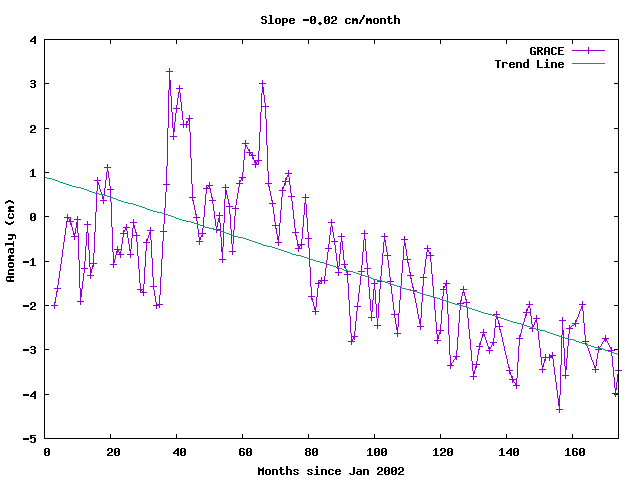 Slope -0.02 cm/month
GRACE
Trend Line
4
3
2
1
0
-1
-2
-3
-4
-5
Anomaly (cm)
0 20 40 60 80 100 120 140 160
Months since Jan 2002